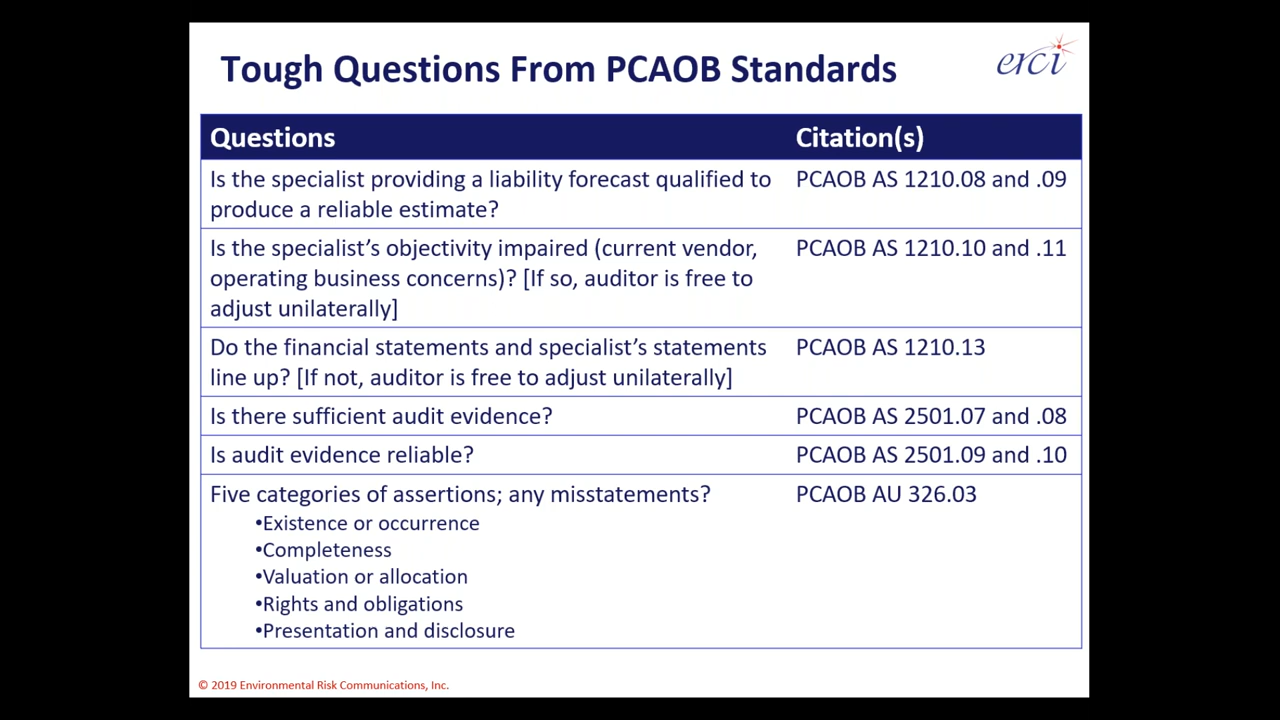 Tough Questions From PCAOB Standards
erci
Questions
Citation(s)
Is the specialist providing a liability forecast qualified to
produce a reliable estimate?
PCAOB AS 1210.08 and .09
Is the specialist’s objectivity impaired (current vendor,
operating business concerns)? [If so, auditor is free to
adjust unilaterally]
PCAOB AS 1210.10 and .11
Do the financial statements and specialist’s statements
line up? [If not, auditor is free to adjust unilaterally]
PCAOB AS 1210.13
Is there sufficient audit evidence?
PCAOB AS 2501.07 and .08
Is audit evidence reliable?
PCAOB AS 2501.09 and .10
Five categories of assertions; any misstatements?
PCAOB AU 326.03
•Existence or occurrence
•Completeness
•Valuation or allocation
•Rights and obligations
•Presentation and disclosure
© 2019 Environmental Risk Communications, Inc.